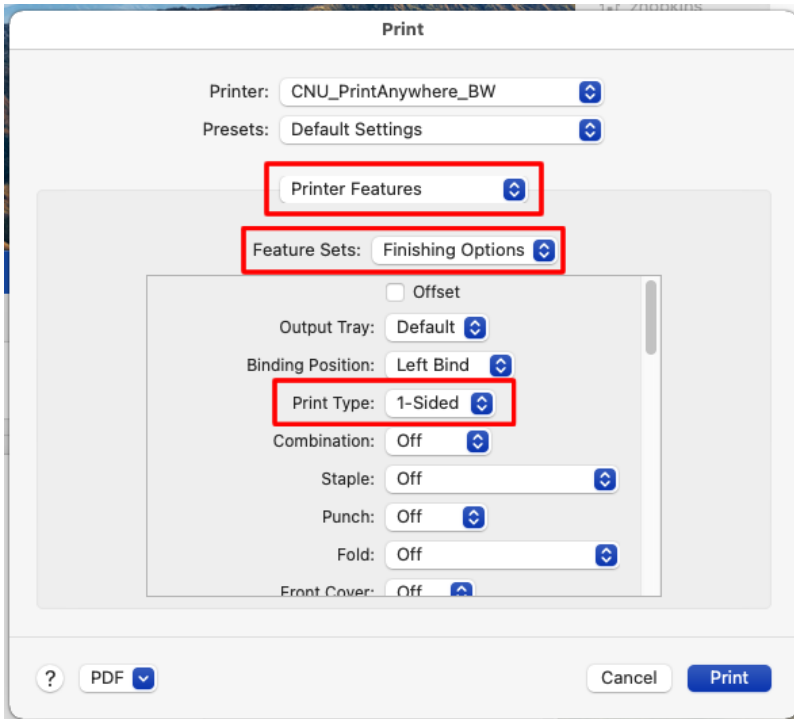 Print
Printer: CNU_PrintAnywhere_BW
Presets: Default Settings
Printer Features
Feature Sets: Finishing Options
Offset
Output Tray: Default
Binding Position: Left Bind
Print Type: 1-Sided
Combination: Off
Staple: Off
Punch: Off
Fold: Off
Front Cover: Off
? PDF Cancel Print